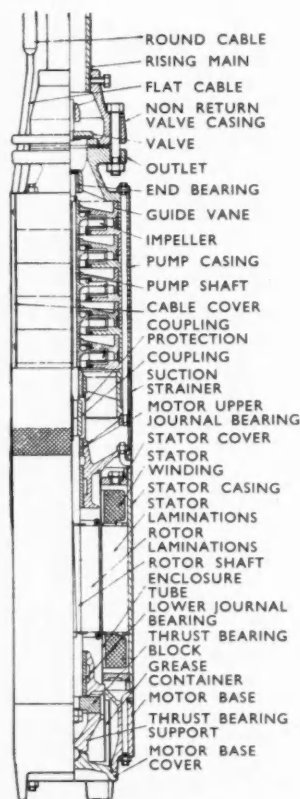 ROUND CABLE
RISING MAIN
FLAT CABLE
NON RETURN
VALVE CASING
VALVE
OUTLET
END BEARING
GUIDE VANE
IMPELLER
PUMP CASING
PUMP SHAFT
CABLE COVER
COUPLING
PROTECTION
COUPLING
SUCTION
STRAINER
MOTOR UPPER
JOURNAL BEARING
STATOR COVER
STATOR
WINDING
STATOR CASING
STATOR
LAMINATIONS
ROTOR
LAMINATIONS
ROTOR SHAFT
ENCLOSURE
TUBE
LOWER JOURNAL
BEARING
THRUST BEARING
BLOCK
GREASE
CONTAINER
MOTOR BASE
THRUST BEARING
SUPPORT
MOTOR BASE
COVER